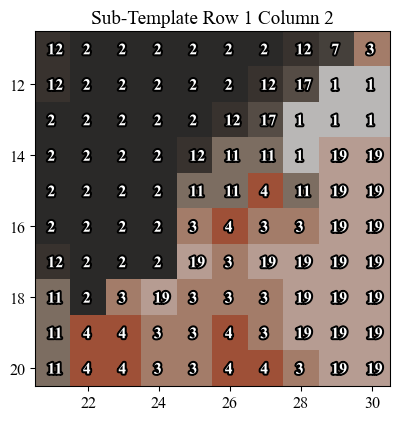 Sub-Template Row 1 Column 2
12 2 2 2 2 2 2 12 7 3
12 12 2 2 2 2 2 12 17 1 1
2 2 2 2 2 12 17 1 1 1
14 2 2 2 2 12 11 11 1 19 19
2 2 2 2 11 11 4 11 19 19
16 2 2 2 2 3 4 3 3 19 19
12 2 2 2 19 3 19 19 19 19
18 11 2 3 19 3 3 3 19 19 19
11 4 4 3 3 4 3 19 19 19
20 11 4 4 3 3 4 4 3 19 19
22 24 26 28 30